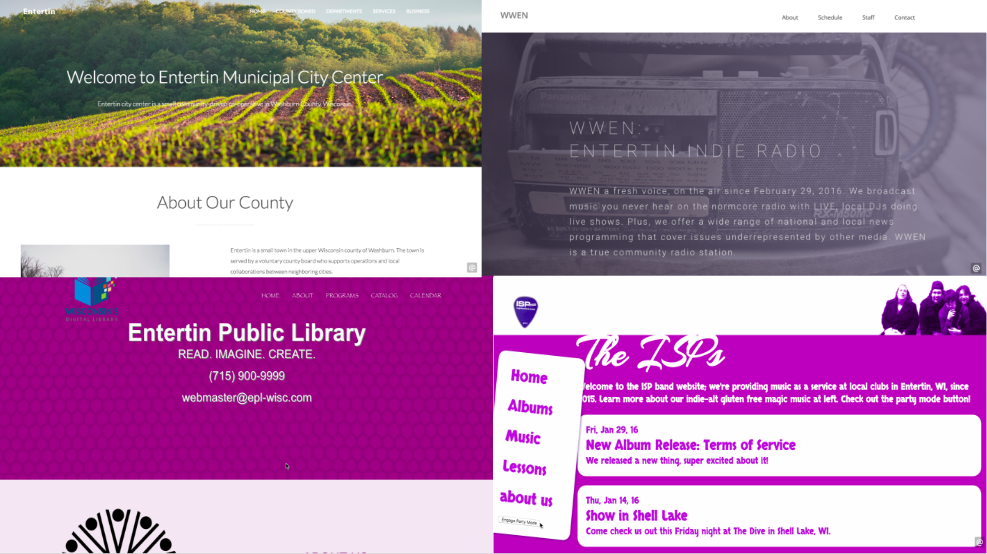 Entertin
HOME COUNTY BOARD DEPARTMENTS SERVICES BUSINESS
Welcome to Entertin Municipal City Center
Entertin city center is a small community-driven co-operative in Washburn County Wisconsin.
About Our County
Entertin is a small town in the upper Wisconsin county of Washburn. The town is
served by a voluntary county board who supports operations and local
collaborations between neighboring cities.
WWEN
About Schedule Staff Contact
WWEN:
ENTERTIN INDIE RADIO
WWEN a fresh voice, on the air since February 29, 2016. We broadcast
music you never hear on the normcore radio with LIVE, local DJs doing
live shows. Plus, we offer a wide range of national and local news
programming that cover issues underrepresented by other media. WWEN
is a true community radio station.
DIGITAL LIBRARY
HOME ABOUT PROGRAMS CATALOG CALENDAR
Entertin Public Library
READ. IMAGINE. CREATE.
(715) 900-9999
webmaster@epl-wisc.com
ISP
The ISPs
elcome to the ISP band website; we're providing music as a service at local clubs in Entertin, WI, since
015. Learn more about our indie-alt gluten free magic music at left. Check out the party mode button!
Home
Albums
Music
Lessons
about us
Engage Party Mode
Fri, Jan 29, 16
New Album Release: Terms of Service
We released a new thing, super excited about it!
Thu, Jan 14, 16
Show in Shell Lake
Come check us out this Friday night at The Dive in Shell Lake, WI.